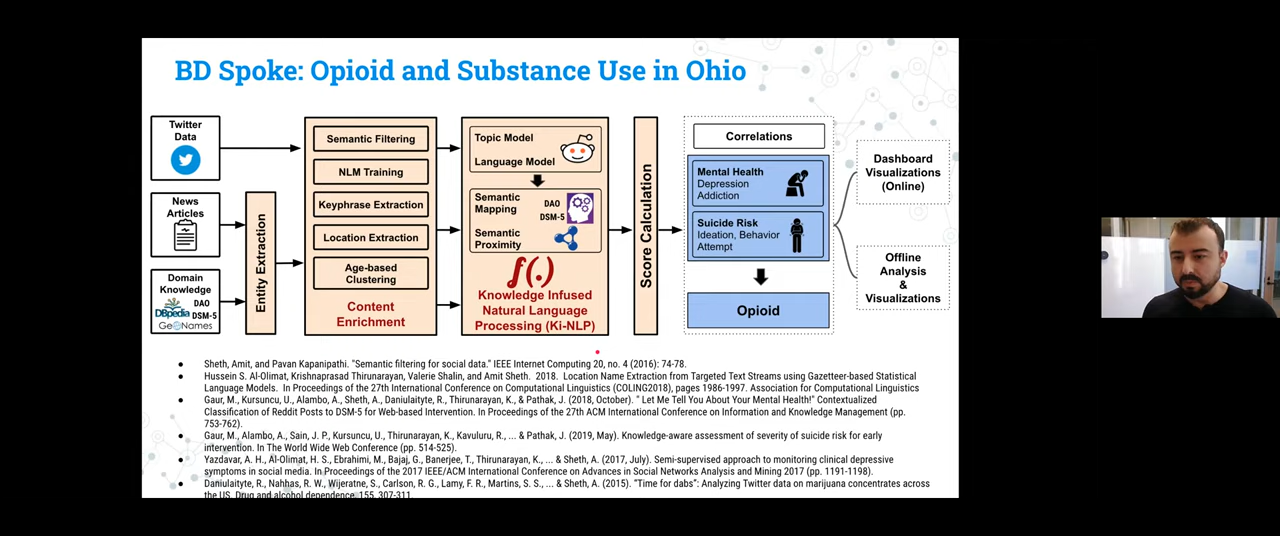 BD Spoke: Opioid and Substance Use in Ohio
Twitter
Data
News
Articles
Domain
Knowledge
DAO
DBpedia
DSM-5
GeoNames
Entity Extraction
Semantic Filtering
NLM Training
Keyphrase Extraction
Location Extraction
Age-based
Clustering
Content
Enrichment
Topic Model
Language Model
Semantic
Mapping
DAO
DSM-5
Semantic
Proximity
f(.)
Knowledge Infused
Natural Language
Processing (Ki-NLP)
Score Calculation
Correlations
Mental Health
Depression
Addiction
Suicide Risk
Ideation, Behavior
Attempt
Opioid
Dashboard
Visualizations
(Online)
Offline
Analysis
&
Visualizations
● Sheth, Amit, and Pavan Kapanipathi. "Semantic filtering for social data." IEEE Internet Computing 20, no. 4 (2016): 74-78.
● Hussein S. Al-Olimat, Krishnaprasad Thirunarayan, Valerie Shalin, and Amit Sheth. 2018. Location Name Extraction from Targeted Text Streams using Gazetteer-based Statistical
Language Models. In Proceedings of the 27th International Conference on Computational Linguistics (COLING2018), pages 1986-1997. Association for Computational Linguistics
● Gaur, M., Kursuncu, U., Alambo, A., Sheth, A., Daniulaityte, R., Thirunarayan, K., & Pathak, J. (2018, October). " Let Me Tell You About Your Mental Health!" Contextualized
Classification of Reddit Posts to DSM-5 for Web-based Intervention. In Proceedings of the 27th ACM International Conference on Information and Knowledge Management (pp.
753-762).
● Gaur, M., Alambo, A., Sain, J. P., Kursuncu, U., Thirunarayan, K., Kavuluru, R., ... & Pathak, J. (2019, May). Knowledge-aware assessment of severity of suicide risk for early
intervention. In The World Wide Web Conference (pp. 514-525).
● Yazdavar, A. H., Al-Olimat, H. S., Ebrahimi, M., Bajaj, G., Banerjee, T., Thirunarayan, K., ... & Sheth, A. (2017, July). Semi-supervised approach to monitoring clinical depressive
symptoms in social media. In Proceedings of the 2017 IEEE/ACM International Conference on Advances in Social Networks Analysis and Mining 2017 (pp. 1191-1198).
● Daniulaityte, R., Nahhas, R. W., Wijeratne, S., Carlson, R. G., Lamy, F. R., Martins, S. S., ... & Sheth, A. (2015). "Time for dabs": Analyzing Twitter data on marijuana concentrates across
the US. Drug and alcohol dependence, 155, 307-311.